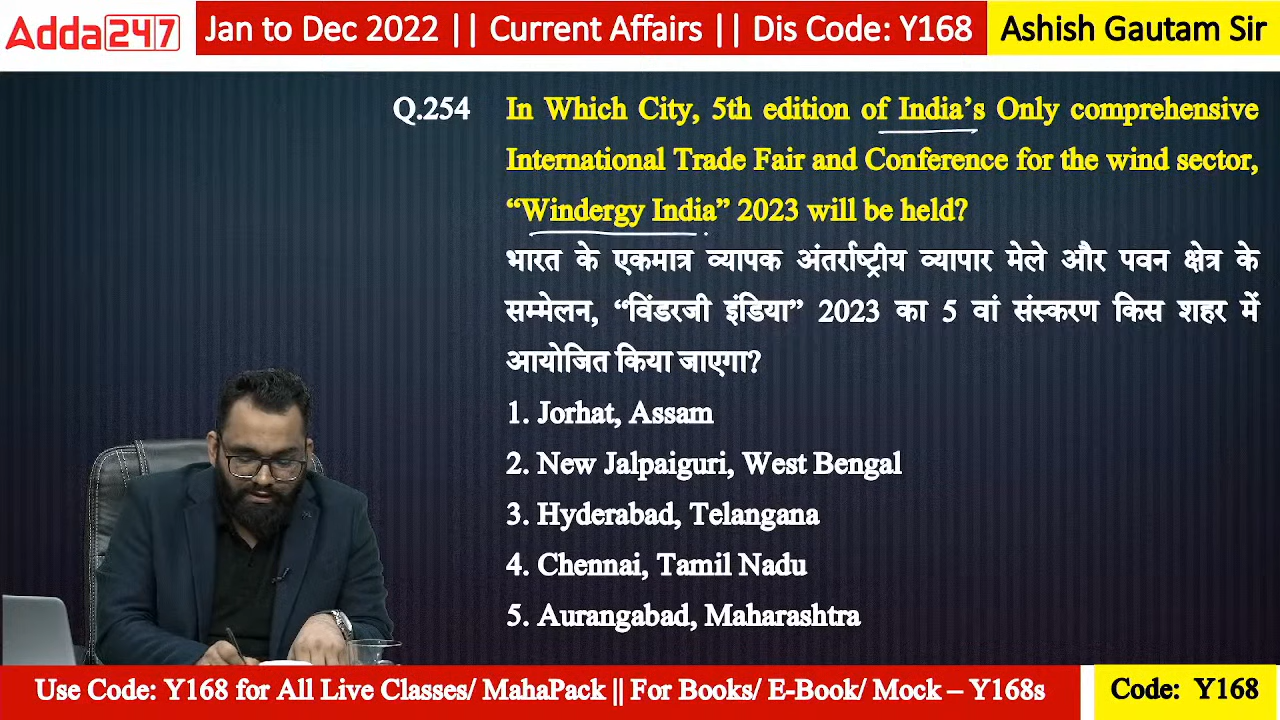 Adda247
Jan to Dec 2022 || Current Affairs || Dis Code: Y168
Ashish Gautam Sir
Q.254
In Which City, 5th edition of India’s Only comprehensive
International Trade Fair and Conference for the wind sector,
“Windergy India” 2023 will be held?
भारत के एकमात्र व्यापक अंतर्राष्ट्रीय व्यापार मेले और पवन क्षेत्र के
सम्मेलन, “विंडरजी इंडिया” 2023 का 5 वां संस्करण किस शहर में
आयोजित किया जाएगा?
1. Jorhat, Assam
2. New Jalpaiguri, West Bengal
3. Hyderabad, Telangana
4. Chennai, Tamil Nadu
5. Aurangabad, Maharashtra
Use Code: Y168 for All Live Classes/ MahaPack || For Books/ E-Book/ Mock – Y168s
Code: Y168